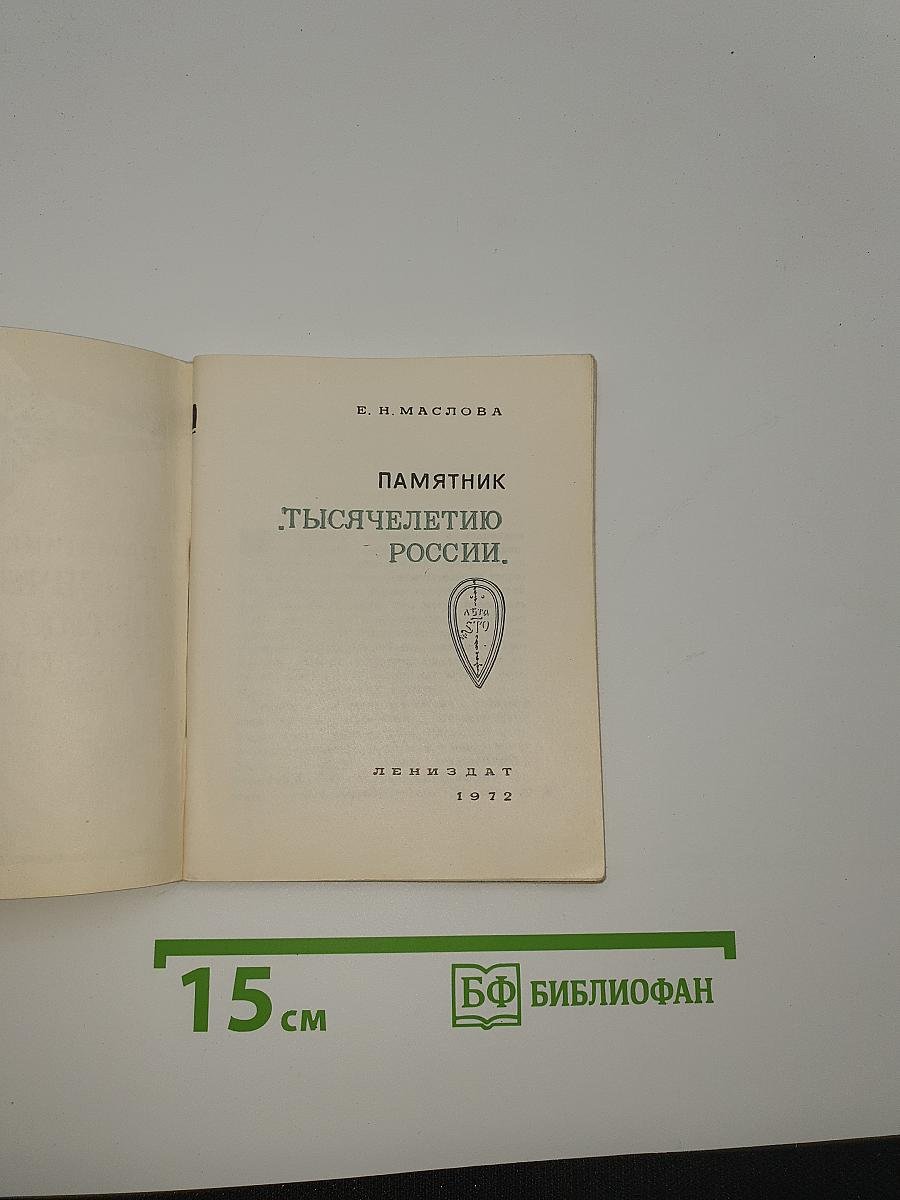 Е. Н. МАСЛОВА
ПАМЯТНИК
„ТЫСЯЧЕЛЕТИЮ
РОССИИ„
ЛЕНИЗДАТ
1972
15 см
БФ БИБЛИОФАН